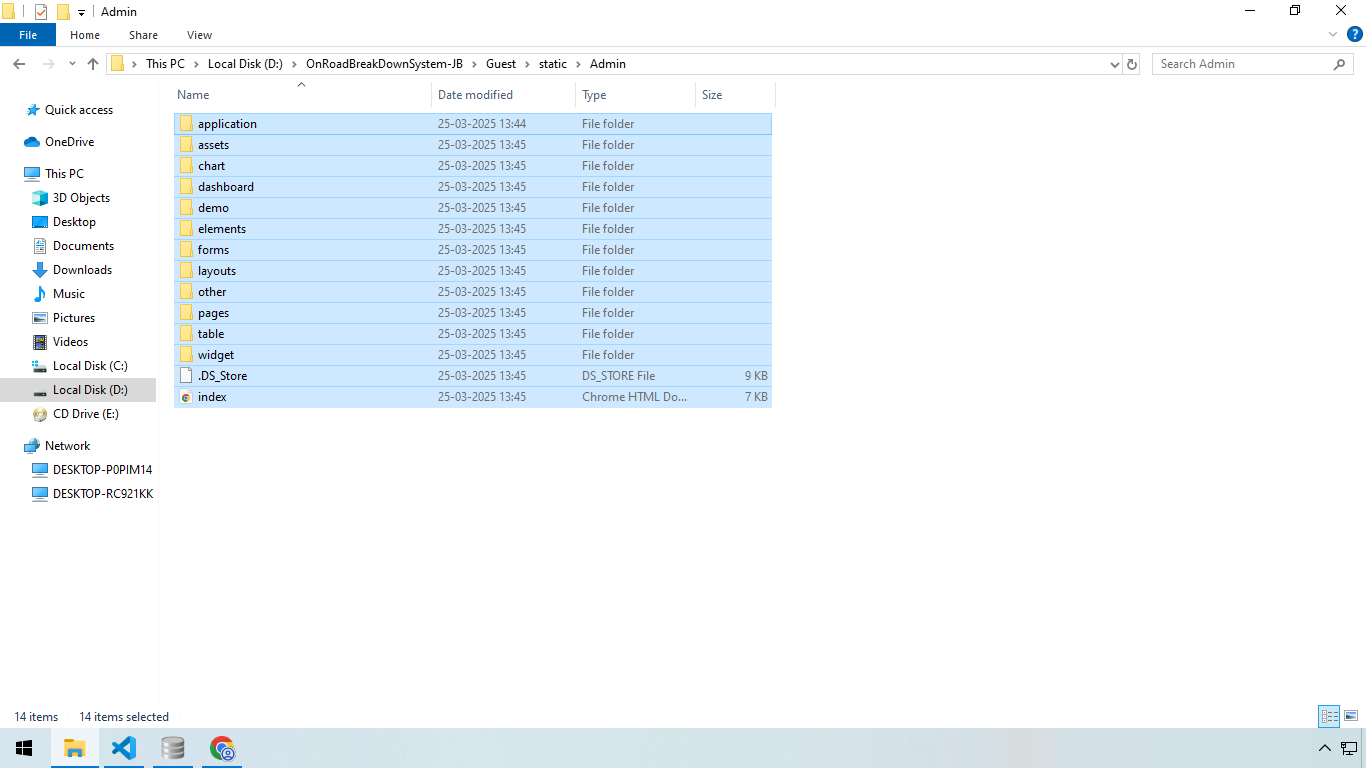 Admin
File Home Share View
This PC Local Disk (D:) OnRoadBreakDownSystem-JB Guest static Admin Search Admin
Name Date modified Type Size
Quick access
OneDrive
This PC
3D Objects
Desktop
Documents
Downloads
Music
Pictures
Videos
Local Disk (C:)
Local Disk (D:)
CD Drive (E:)
Network
DESKTOP-P0PIM14
DESKTOP-RC921KK
application 25-03-2025 13:44 File folder
assets 25-03-2025 13:45 File folder
chart 25-03-2025 13:45 File folder
dashboard 25-03-2025 13:45 File folder
demo 25-03-2025 13:45 File folder
elements 25-03-2025 13:45 File folder
forms 25-03-2025 13:45 File folder
layouts 25-03-2025 13:45 File folder
other 25-03-2025 13:45 File folder
pages 25-03-2025 13:45 File folder
table 25-03-2025 13:45 File folder
widget 25-03-2025 13:45 File folder
.DS_Store 25-03-2025 13:45 DS_STORE File 9 KB
index 25-03-2025 13:45 Chrome HTML Do... 7 KB
14 items 14 items selected